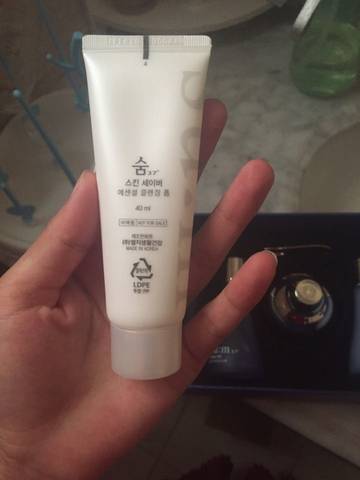 숨37°
스킨 세이버
에센셜 클렌징 폼
40 ml
비매품 NOT FOR SALE
제조판매원
(주)엘지생활건강
MADE IN KOREA
LDPE